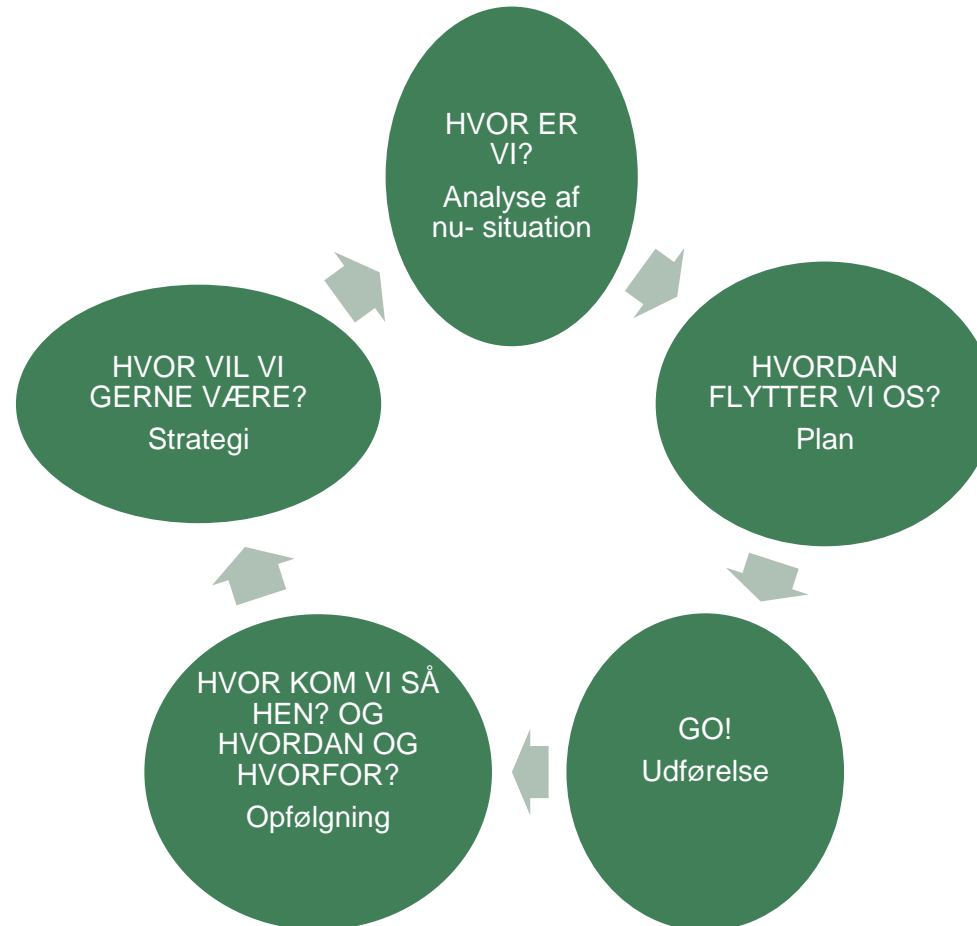 HVOR ER
VI?
Analyse af
nu- situation
HVORDAN
FLYTTER VI OS?
Plan
GO!
Udførelse
HVOR KOM VI SÅ
HEN? OG
HVORDAN OG
HVORFOR?
Opfølgning
HVOR VIL VI
GERNE VÆRE?
Strategi